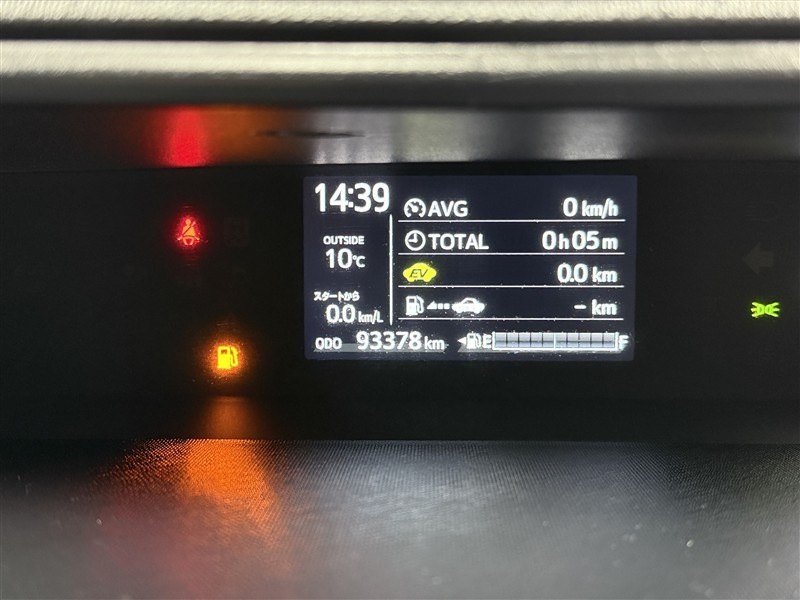 14:39
OUTSIDE
10℃
スタートから
0.0 km/L
AVG 0 km/h
TOTAL 0h05m
EV 0.0 km
- km
ODO 93378 km
E F